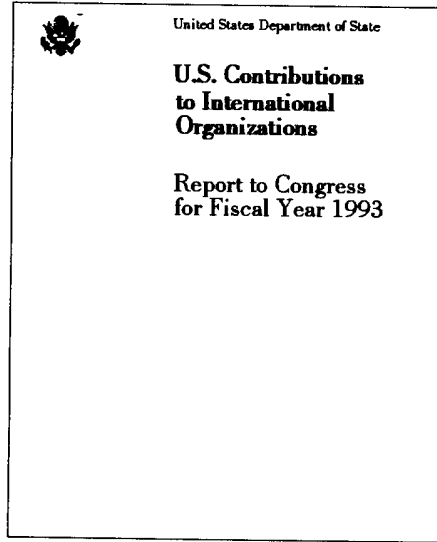 United States Department of State
U.S. Contributions
to International
Organizations
Report to Congress
for Fiscal Year 1993